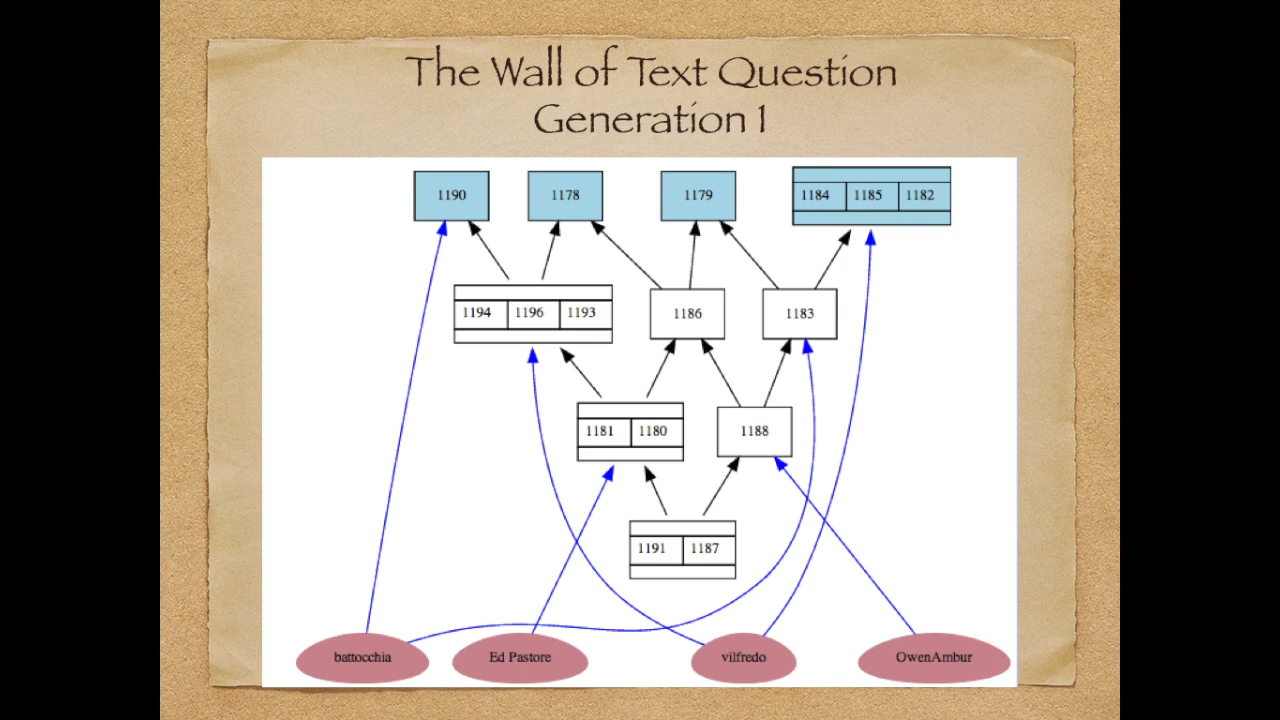 The Wall of Text Question
Generation 1
1190 1178 1179 1184 1185 1182
1194 1196 1193 1186 1183
1181 1180 1188
1191 1187
battocchia Ed Pastore vilfredo OwenAmbur